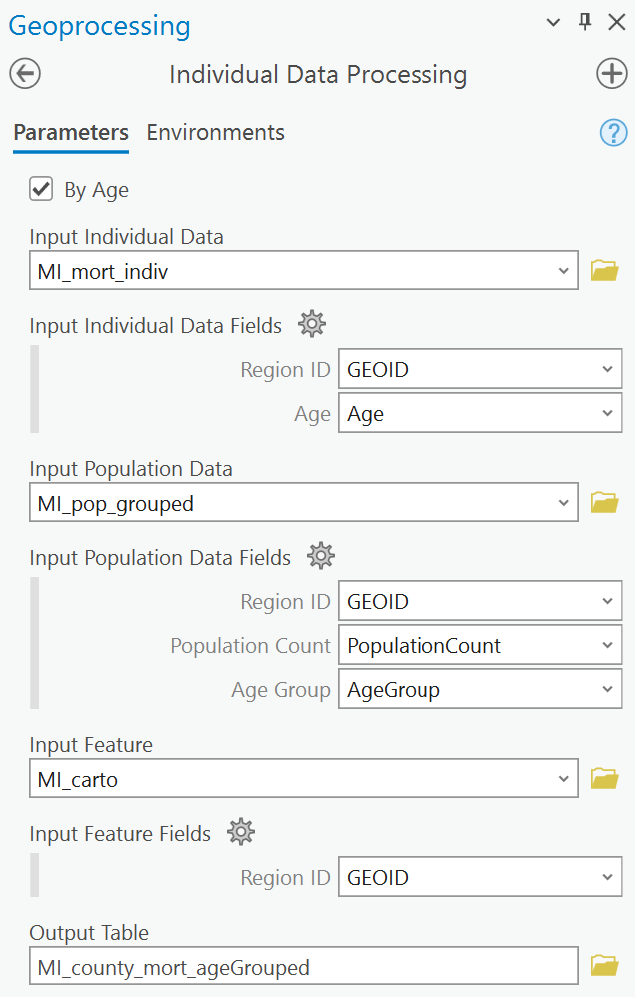 Geoprocessing
Individual Data Processing
Parameters Environments
?
By Age
Input Individual Data
MI_mort_indiv
Input Individual Data Fields
Region ID GEOID
Age Age
Input Population Data
MI_pop_grouped
Input Population Data Fields
Region ID GEOID
Population Count PopulationCount
Age Group AgeGroup
Input Feature
MI_carto
Input Feature Fields
Region ID GEOID
Output Table
MI_county_mort_ageGrouped